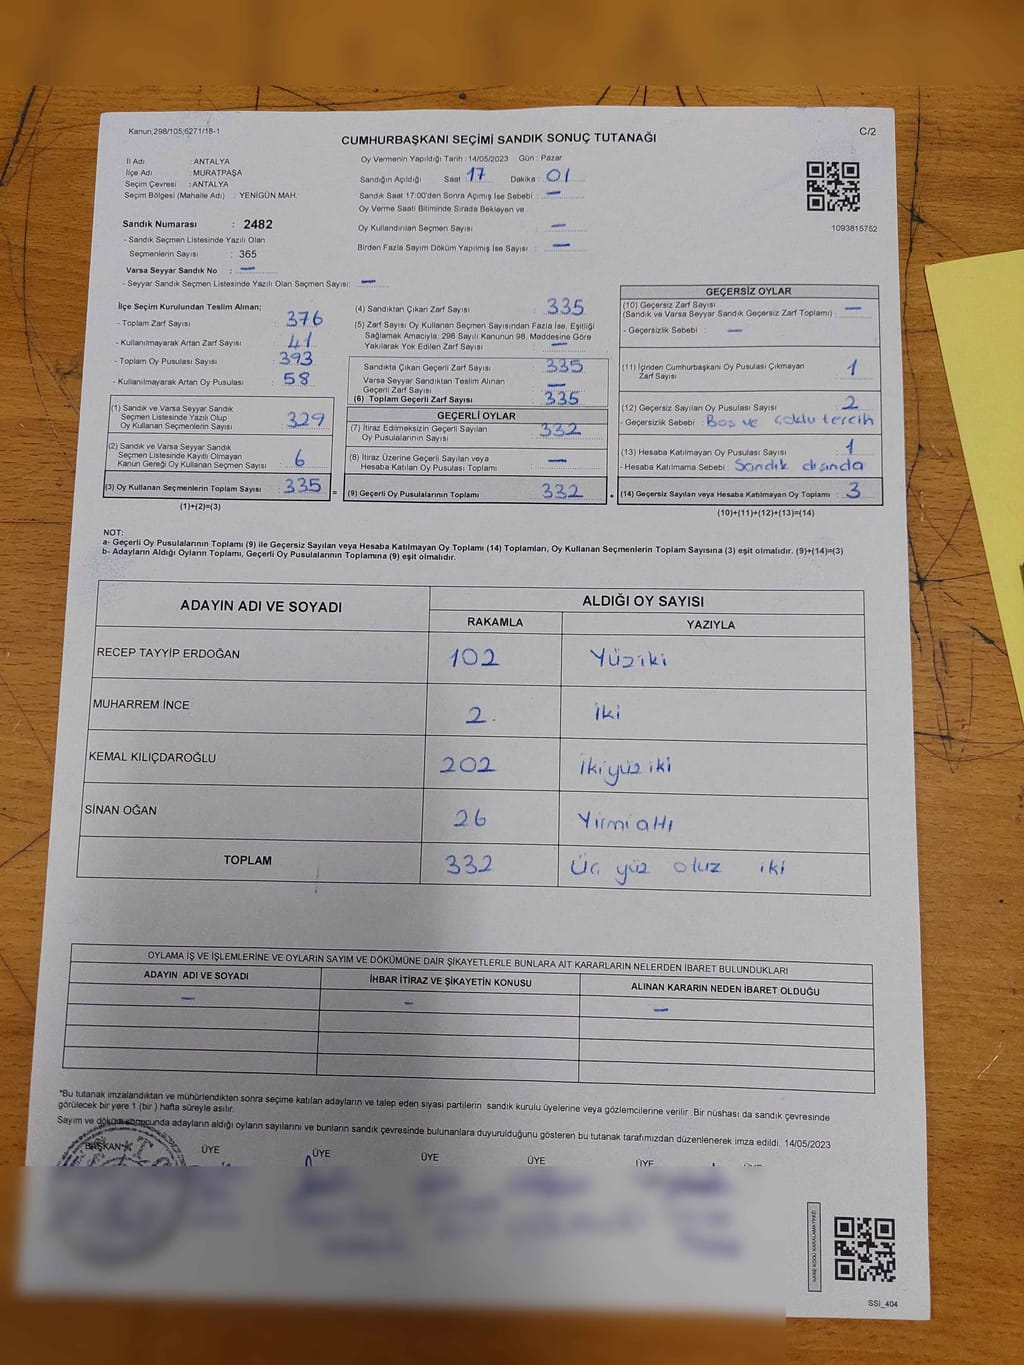 Kanun;298/105;6271/18-1
C/2
CUMHURBAŞKANI SEÇİMİ SANDIK SONUÇ TUTANAĞI
İl Adı : ANTALYA
İlçe Adı : MURATPAŞA
Seçim Çevresi : ANTALYA
Seçim Bölgesi (Mahalle Adı) : YENİGÜN MAH.
Oy Vermenin Yapıldığı Tarih : 14/05/2023 Gün : Pazar
Sandığın Açıldığı Saat : 17 Dakika : 01
Sandık Saat 17:00'den Sonra Açımış İse Sebebi : —
Oy Verme Saati Bitiminde Sırada Bekleyen ve
Oy Kullandırılan Seçmen Sayısı : —
Birden Fazla Sayım Döküm Yapılmış İse Sayısı : —
1093815752
Sandık Numarası : 2482
- Sandık Seçmen Listesinde Yazılı Olan
Seçmenlerin Sayısı : 365
Varsa Seyyar Sandık No : —
- Seyyar Sandık Seçmen Listesinde Yazılı Olan Seçmen Sayısı: —
İlçe Seçim Kurulundan Teslim Alınan;
- Toplam Zarf Sayısı : 376
- Kullanılmayarak Artan Zarf Sayısı : 41
- Toplam Oy Pusulası Sayısı : 393
- Kullanılmayarak Artan Oy Pusulası : 58
(1) Sandık ve Varsa Seyyar Sandık
Seçmen Listesinde Yazılı Olup
Oy Kullanan Seçmenlerin Sayısı : 329
(2) Sandık ve Varsa Seyyar Sandık
Seçmen Listesinde Kayıtlı Olmayan
Kanun Gereği Oy Kullanan Seçmen Sayısı : 6
(3) Oy Kullanan Seçmenlerin Toplam Sayısı : 335 =
(1)+(2)=(3)
(4) Sandıktan Çıkan Zarf Sayısı : 335
(5) Zarf Sayısı Oy Kullanan Seçmen Sayısından Fazla İse, Eşitliği
Sağlamak Amacıyla; 298 Sayılı Kanunun 98. Maddesine Göre
Yakılarak Yok Edilen Zarf Sayısı : —
Sandıkta Çıkan Geçerli Zarf Sayısı : 335
Varsa Seyyar Sandıktan Teslim Alınan
Geçerli Zarf Sayısı : —
(6) Toplam Geçerli Zarf Sayısı : 335
GEÇERLİ OYLAR
(7) İtiraz Edilmeksizin Geçerli Sayılan
Oy Pusulalarının Sayısı : 332
(8) İtiraz Üzerine Geçerli Sayılan veya
Hesaba Katılan Oy Pusulası Toplamı : —
(9) Geçerli Oy Pusulalarının Toplamı : 332 +
GEÇERSİZ OYLAR
(10) Geçersiz Zarf Sayısı
(Sandık ve Varsa Seyyar Sandık Geçersiz Zarf Toplamı) : —
- Geçersizlik Sebebi : —
(11) İçinden Cumhurbaşkanı Oy Pusulası Çıkmayan
Zarf Sayısı : 1
(12) Geçersiz Sayılan Oy Pusulası Sayısı : 2
- Geçersizlik Sebebi : Boş ve çoklu tercih
(13) Hesaba Katılmayan Oy Pusulası Sayısı : 1
- Hesaba Katılmama Sebebi : Sandık dışında
(14) Geçersiz Sayılan veya Hesaba Katılmayan Oy Toplamı : 3
(10)+(11)+(12)+(13)=(14)
NOT:
a- Geçerli Oy Pusulalarının Toplamı (9) ile Geçersiz Sayılan veya Hesaba Katılmayan Oy Toplamı (14) Toplamları, Oy Kullanan Seçmenlerin Toplam Sayısına (3) eşit olmalıdır. (9)+(14)=(3)
b- Adayların Aldığı Oyların Toplamı, Geçerli Oy Pusulalarının Toplamına (9) eşit olmalıdır.
ADAYIN ADI VE SOYADI ALDIĞI OY SAYISI
RAKAMLA YAZIYLA
RECEP TAYYİP ERDOĞAN 102 Yüziki
MUHARREM İNCE 2. iki
KEMAL KILIÇDAROĞLU 202 ikiyüz iki
SİNAN OĞAN 26 Yirmi altı
TOPLAM 332 Üç yüz otuz iki
OYLAMA İŞ VE İŞLEMLERİNE VE OYLARIN SAYIM VE DÖKÜMÜNE DAİR ŞİKAYETLERLE BUNLARA AİT KARARLARIN NELERDEN İBARET BULUNDUKLARI
ADAYIN ADI VE SOYADI İHBAR İTİRAZ VE ŞİKAYETİN KONUSU ALINAN KARARIN NEDEN İBARET OLDUĞU
— — —
*Bu tutanak imzalandıktan ve mühürlendikten sonra seçime katılan adayların ve talep eden siyasi partilerin sandık kurulu üyelerine veya gözlemcilerine verilir .Bir nüshası da sandık çevresinde
görülecek bir yere 1 (bir ) hafta süreyle asılır.
Sayım ve döküm sonucunda adayların aldığı oyların sayılarını ve bunların sandık çevresinde bulunanlara duyurulduğunu gösteren bu tutanak tarafımızdan düzenlenerek imza edildi. 14/05/2023
BAŞKAN ÜYE ÜYE ÜYE ÜYE ÜYE
SSI_404